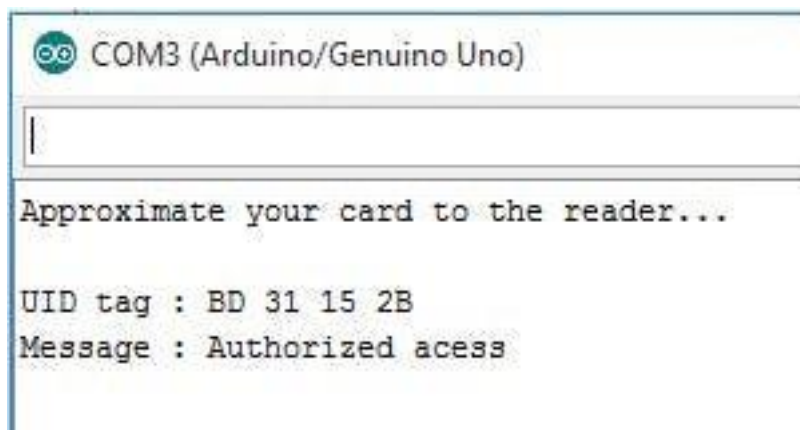 COM3 (Arduino/Genuino Uno)
Approximate your card to the reader...
UID tag : BD 31 15 2B
Message : Authorized acess